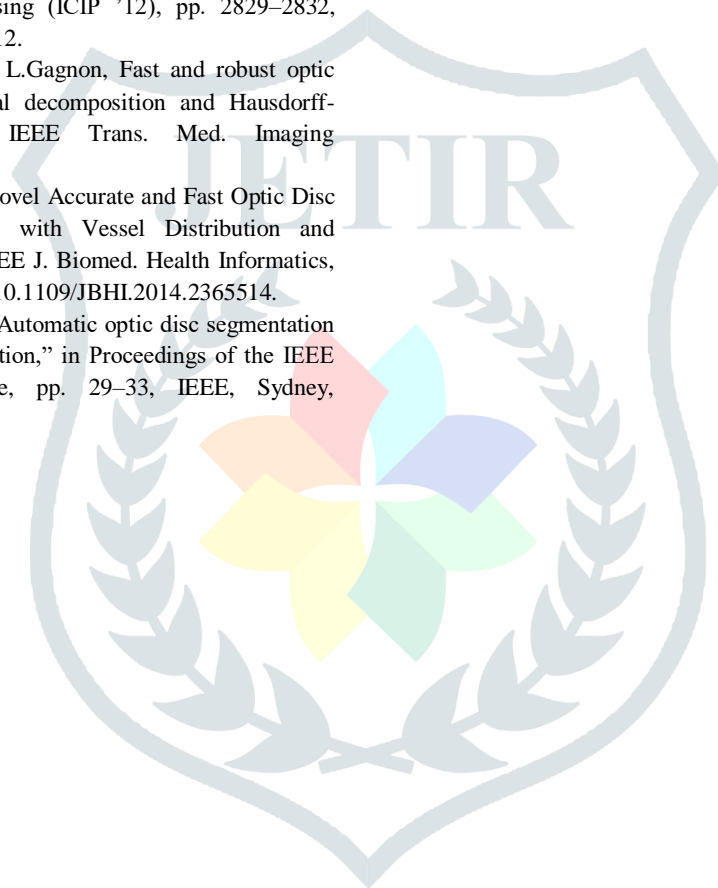 sing (ICIP ’12), pp. 2829–2832,
12.
L.Gagnon, Fast and robust optic
al decomposition and Hausdorff-
IEEE Trans. Med. Imaging
JETIR
ovel Accurate and Fast Optic Disc
with Vessel Distribution and
EE J. Biomed. Health Informatics,
10.1109/JBHI.2014.2365514.
Automatic optic disc segmentation
tion,” in Proceedings of the IEEE
e, pp. 29–33, IEEE, Sydney,